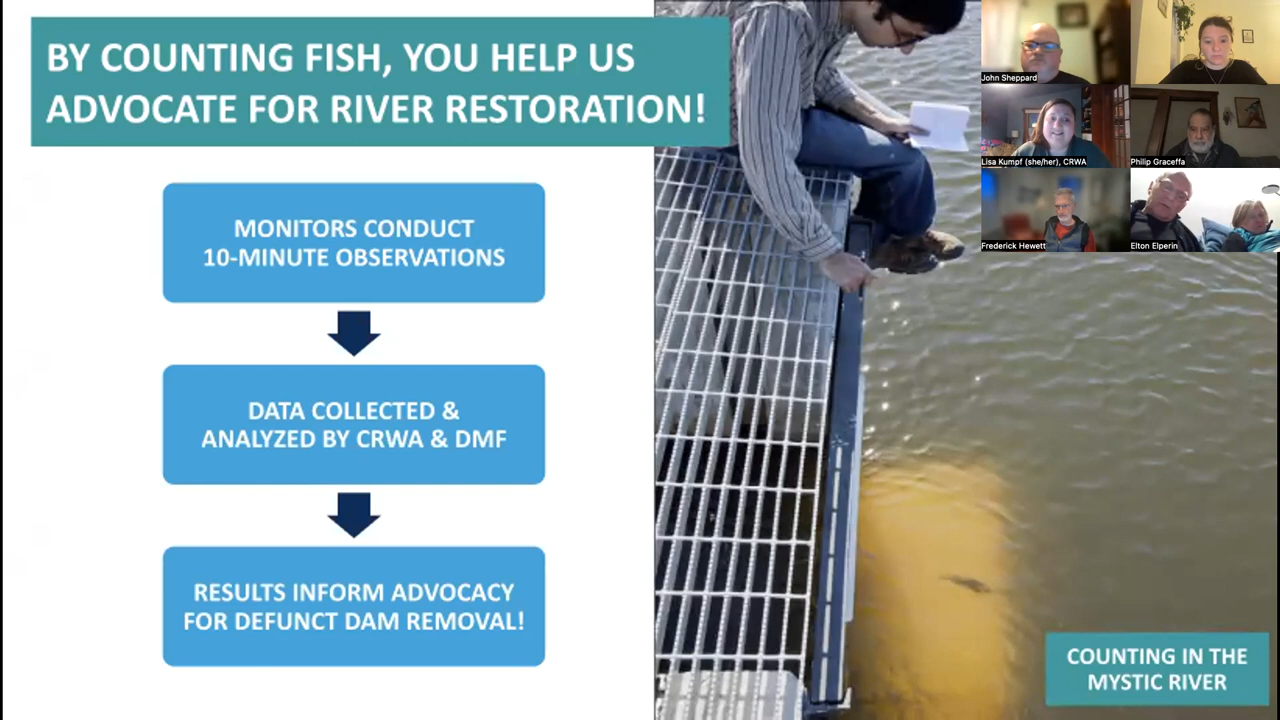 BY COUNTING FISH, YOU HELP US
ADVOCATE FOR RIVER RESTORATION!
MONITORS CONDUCT
10-MINUTE OBSERVATIONS
DATA COLLECTED &
ANALYZED BY CRWA & DMF
RESULTS INFORM ADVOCACY
FOR DEFUNCT DAM REMOVAL!
COUNTING IN THE
MYSTIC RIVER
John Sheppard
Lisa Kumpf (she/her), CRWA
Philip Graceffa
Frederick Hewett
Elton Elperin